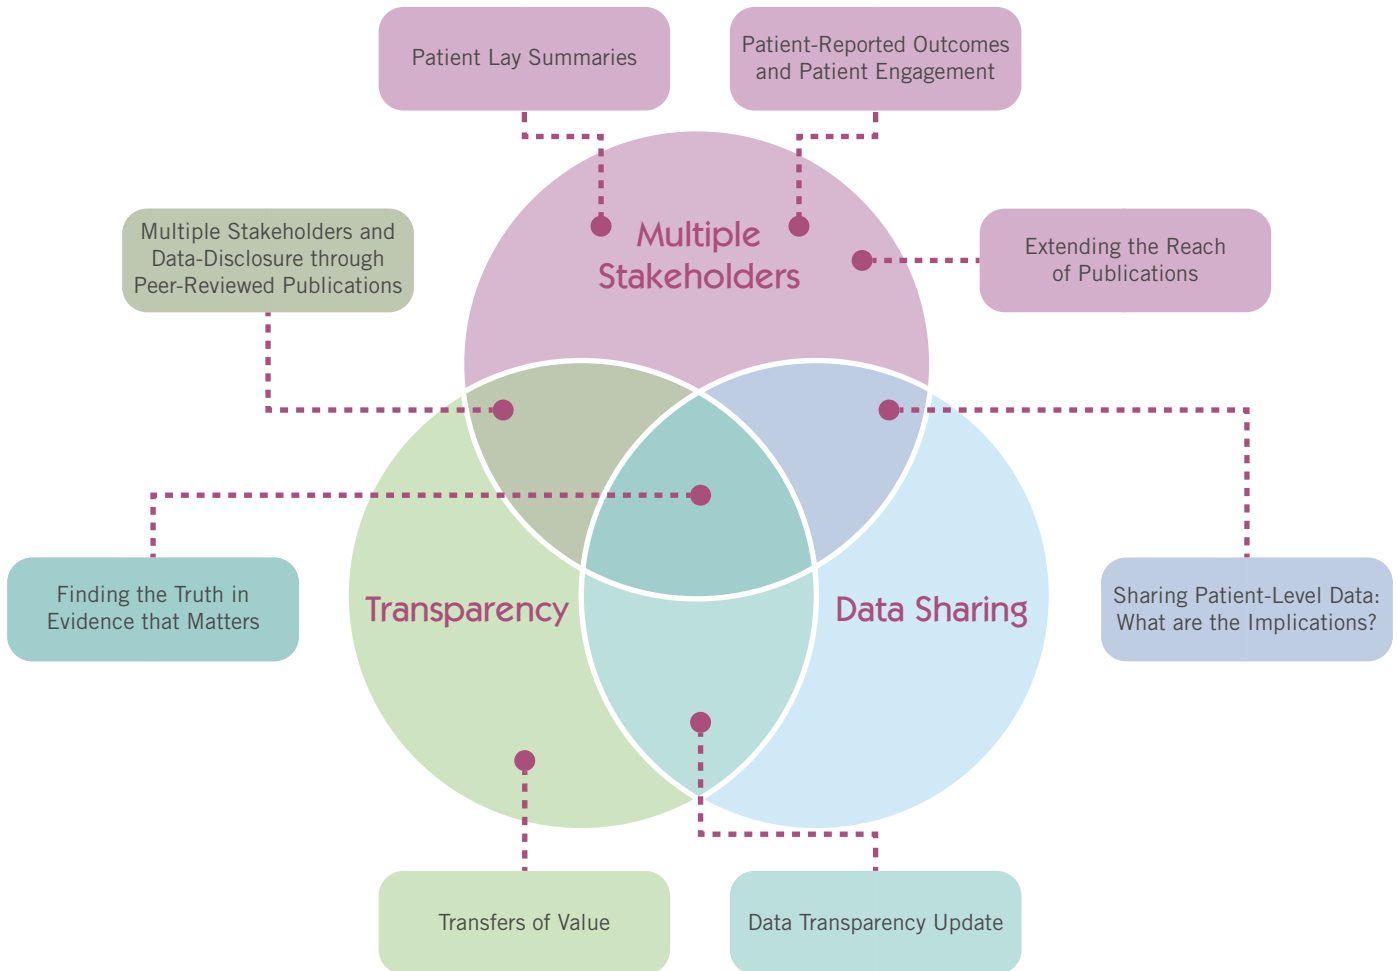 Patient Lay Summaries
Patient-Reported Outcomes
and Patient Engagement
Multiple
Stakeholders
Multiple Stakeholders and
Data-Disclosure through
Peer-Reviewed Publications
Extending the Reach
of Publications
Finding the Truth in
Evidence that Matters
Transparency
Data Sharing
Sharing Patient-Level Data:
What are the Implications?
Transfers of Value
Data Transparency Update